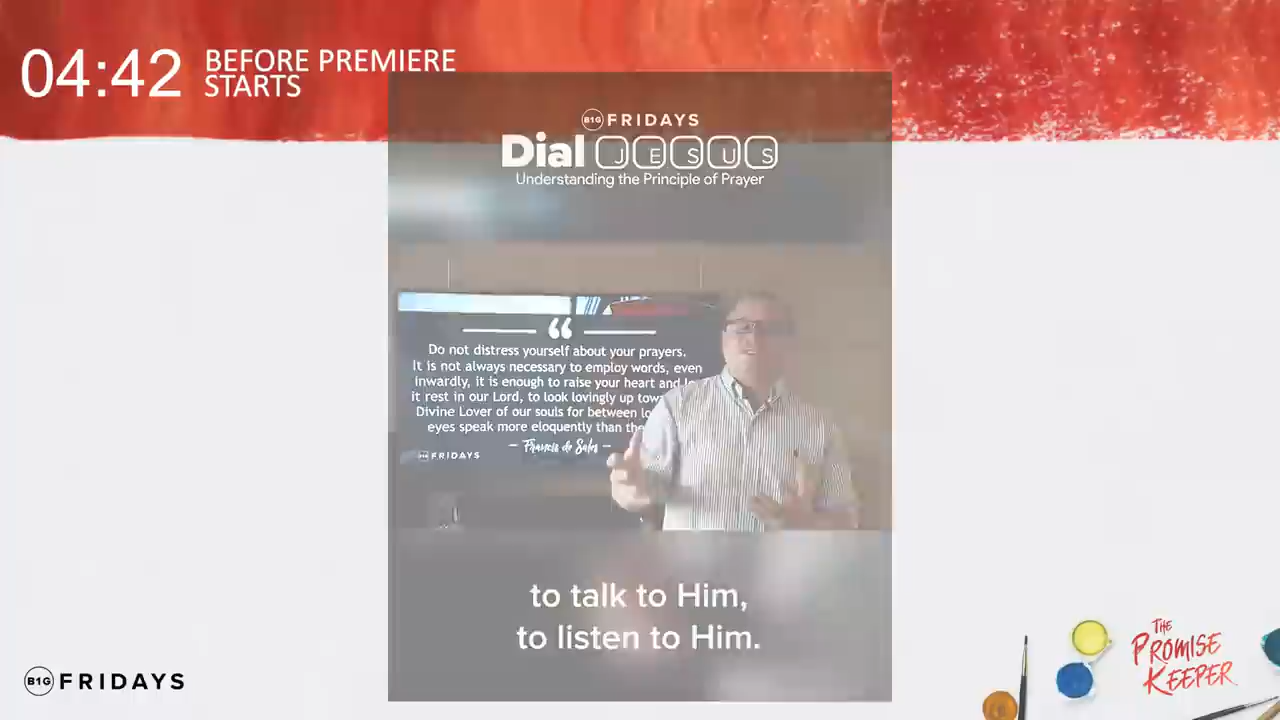 04:42
BEFORE PREMIERE
STARTS
B1G FRIDAYS
Dial JESUS
Understanding the Principle of Prayer
“
Do not distress yourself about your prayers.
It is not always necessary to employ words, even
inwardly, it is enough to raise your heart and
it rest in our Lord, to look lovingly up
Divine Lover of our souls for between
eyes speak more eloquently than
– Francis de Sales –
FRIDAYS
to talk to Him,
to listen to Him.
B1G FRIDAYS
THE
PROMISE
KEEPER